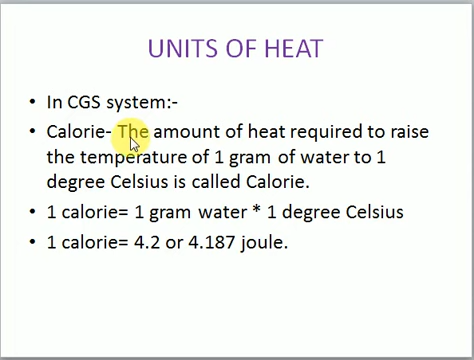 UNITS OF HEAT
• In CGS system:-
• Calorie- The amount of heat required to raise
the temperature of 1 gram of water to 1
degree Celsius is called Calorie.
• 1 calorie= 1 gram water * 1 degree Celsius
• 1 calorie= 4.2 or 4.187 joule.